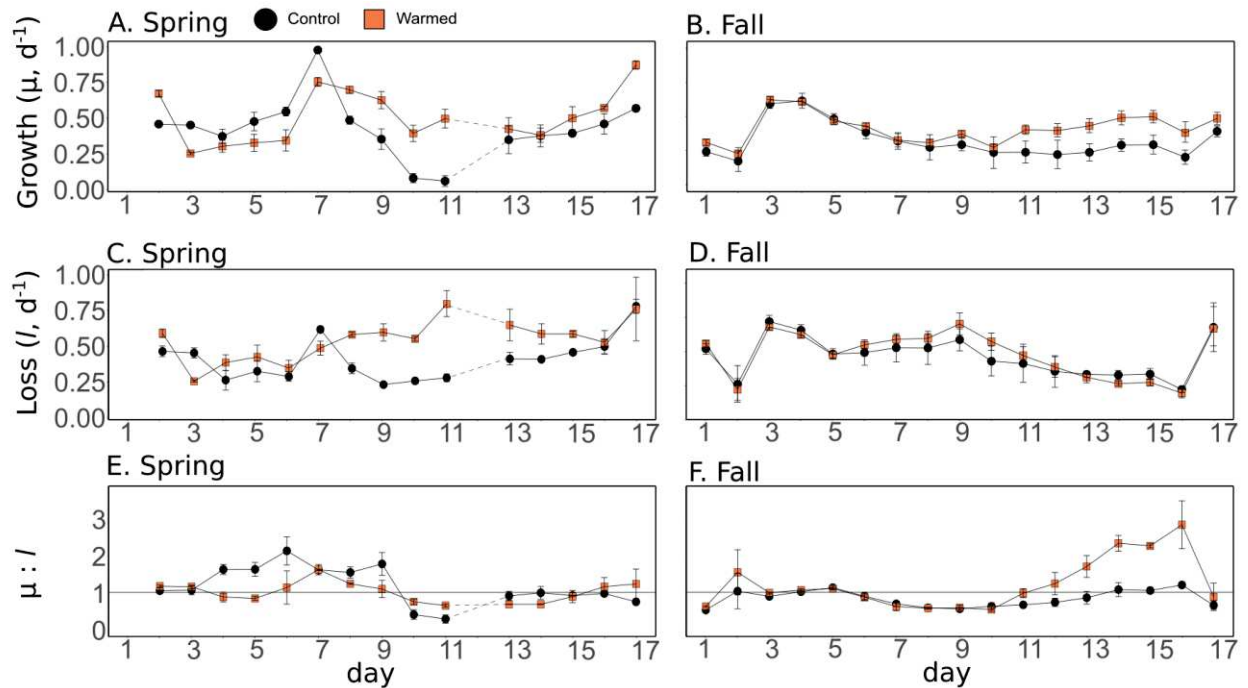 A. Spring ● Control ■ Warmed
B. Fall
Growth (μ, d⁻¹)
1.00
0.75
0.50
0.25
0.00
1 3 5 7 9 11 13 15 17
1 3 5 7 9 11 13 15 17
C. Spring
D. Fall
Loss (l, d⁻¹)
1.00
0.75
0.50
0.25
0.00
1 3 5 7 9 11 13 15 17
1 3 5 7 9 11 13 15 17
E. Spring
F. Fall
μ : l
3
2
1
0
1 3 5 7 9 11 13 15 17
1 3 5 7 9 11 13 15 17
day
day